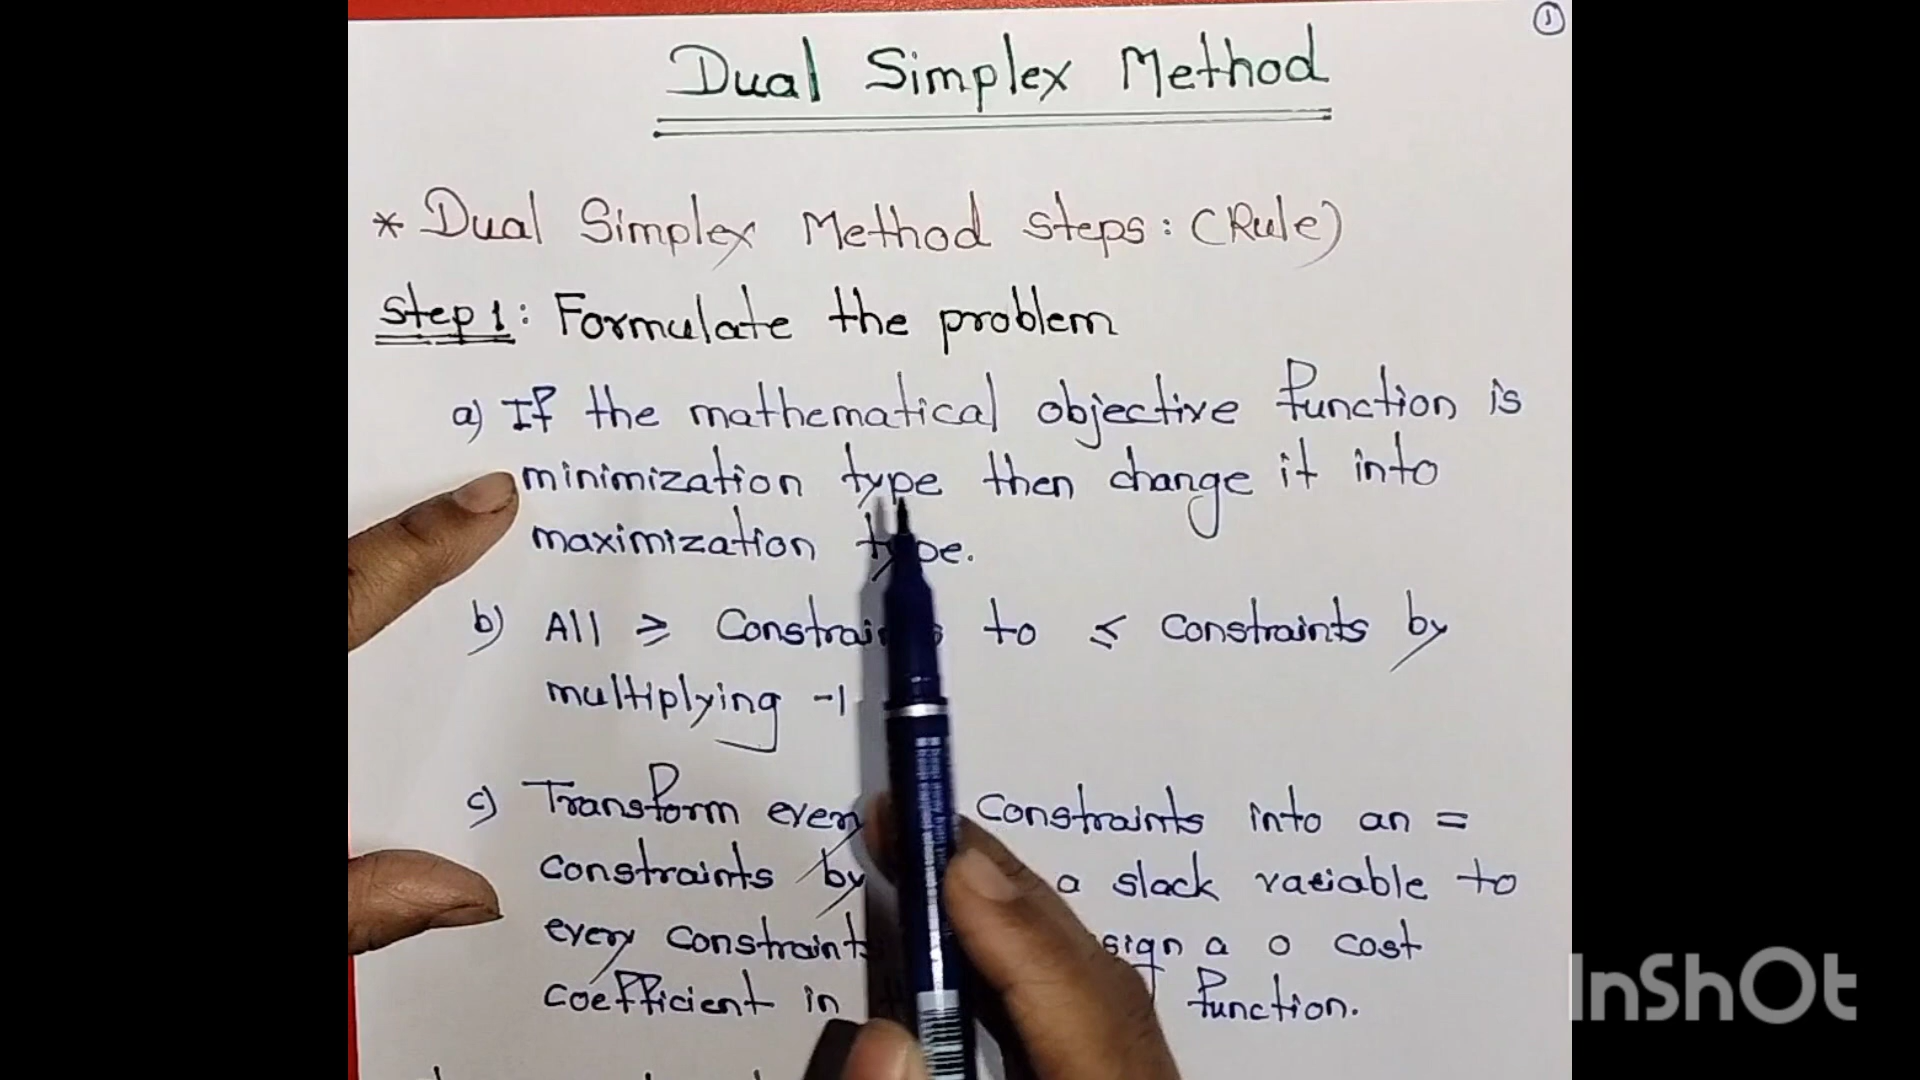 1
Dual Simplex Method
* Dual Simplex Method steps: (Rule)
Step 1: Formulate the problem
a) If the mathematical objective function is
minimization type then change it into
maximization type.
b) All ≥ Constraints to ≤ constraints by
multiplying -1
c) Transform every constraints into an =
constraints by a slack variable to
every constraint a 0 cost
coefficient in function.
InShOt